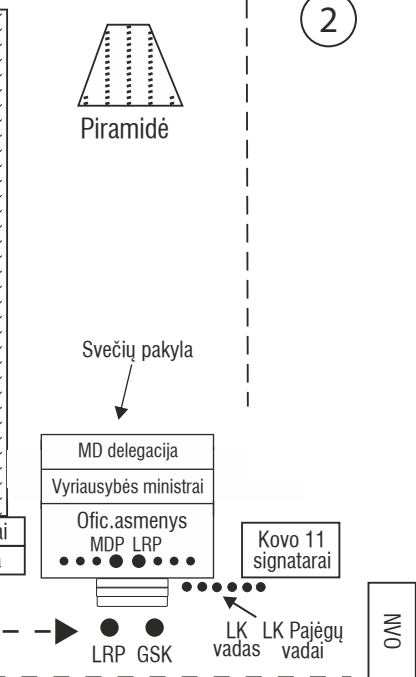 2
Piramidė
Svečių pakyla
MD delegacija
Vyriausybės ministrai
Ofic.asmenys
MDP LRP
Kovo 11
signatarai
LK
vadas
LK Pajėgų
vadai
LRP GSK
NVO